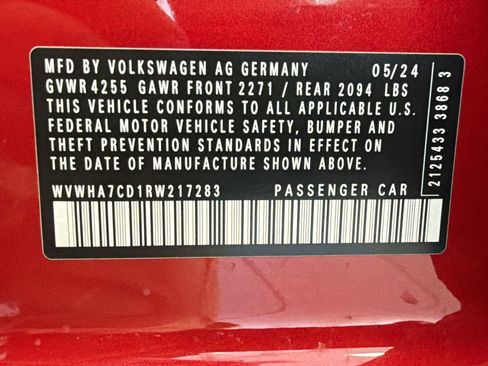 MFD BY VOLKSWAGEN AG GERMANY 05/24
GVWR 4255 GAWR FRONT 2271 / REAR 2094 LBS
THIS VEHICLE CONFORMS TO ALL APPLICABLE U.S.
FEDERAL MOTOR VEHICLE SAFETY, BUMPER AND
THEFT PREVENTION STANDARDS IN EFFECT ON THE
DATE OF MANUFACTURE SHOWN ABOVE.
WVWHA7CD1RW217283 PASSENGER CAR
2125433 3868 3